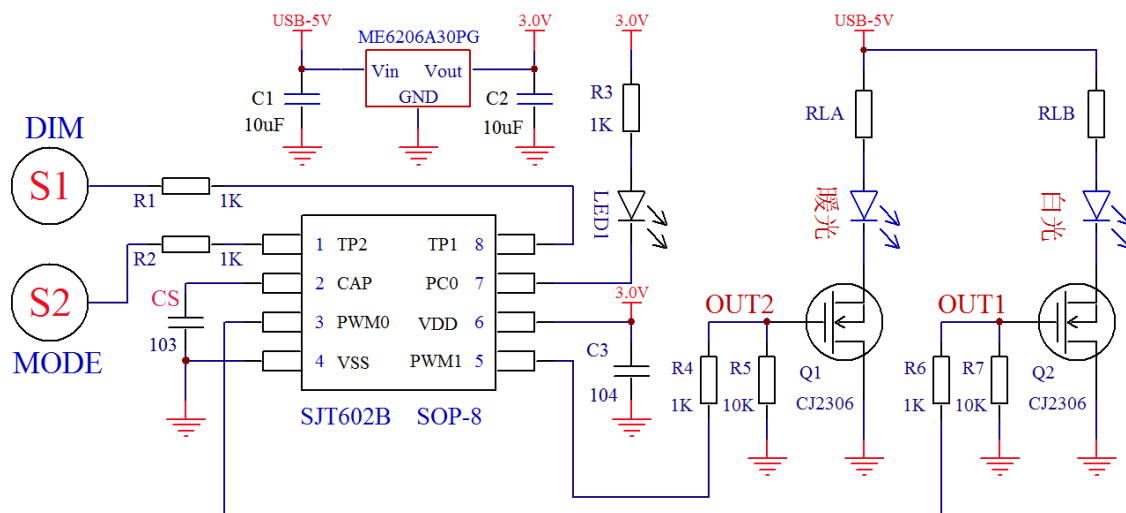 USB-5V
3.0V
3.0V
USB-5V
ME6206A30PG
Vin
Vout
GND
C1
10uF
C2
10uF
R3
1K
RLA
RLB
DIM
S1
R1
1K
LED1
暖光
白光
S2
MODE
R2
1K
1
TP2
TP1
8
2
CAP
PC0
7
3
PWM0
VDD
6
4
VSS
PWM1
5
CS
103
3.0V
C3
104
SJT602B
SOP-8
OUT2
OUT1
R4
1K
R5
10K
Q1
CJ2306
R6
1K
R7
10K
Q2
CJ2306